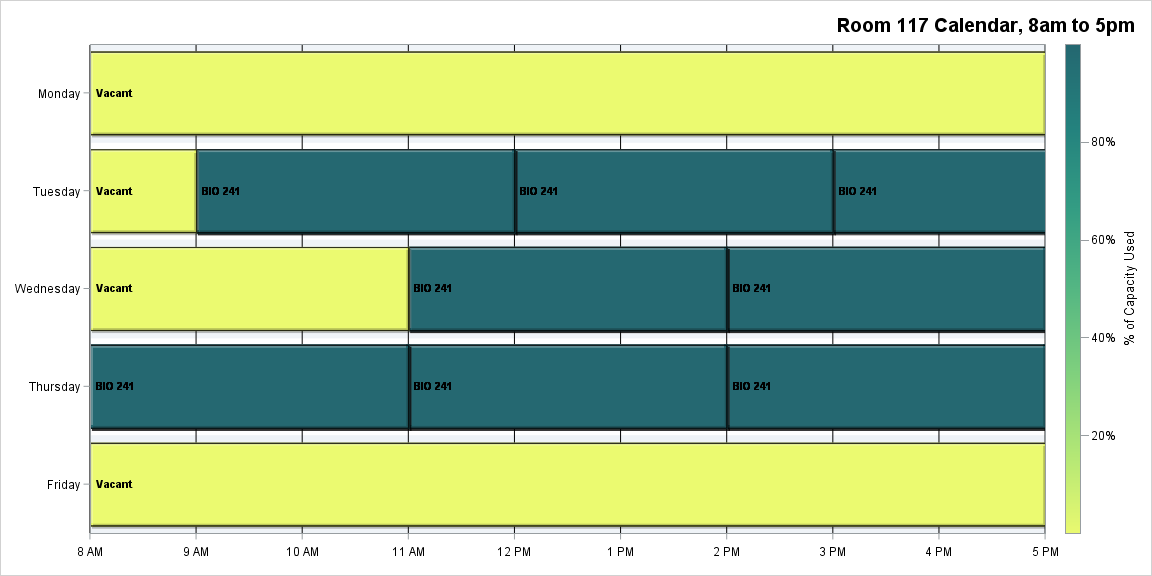 Room 117 Calendar, 8am to 5pm
Monday
Vacant
Tuesday
Vacant
BIO 241
BIO 241
BIO 241
Wednesday
Vacant
BIO 241
BIO 241
Thursday
BIO 241
BIO 241
BIO 241
Friday
Vacant
8 AM
9 AM
10 AM
11 AM
12 PM
1 PM
2 PM
3 PM
4 PM
5 PM
80%
60%
40%
20%
% of Capacity Used